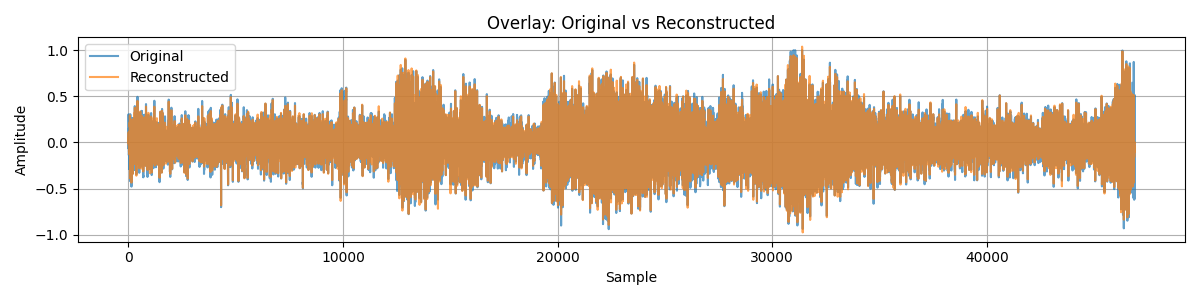 Overlay: Original vs Reconstructed
Original
Reconstructed
Amplitude
1.0
0.5
0.0
−0.5
−1.0
0 10000 20000 30000 40000
Sample